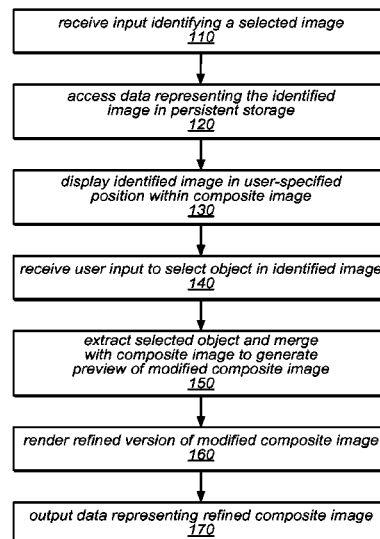 receive input identifying a selected image
110
access data representing the identified
image in persistent storage
120
display identified image in user-specified
position within composite image
130
receive user input to select object in identified image
140
extract selected object and merge
with composite image to generate
preview of modified composite image
150
render refined version of modified composite image
160
output data representing refined composite image
170